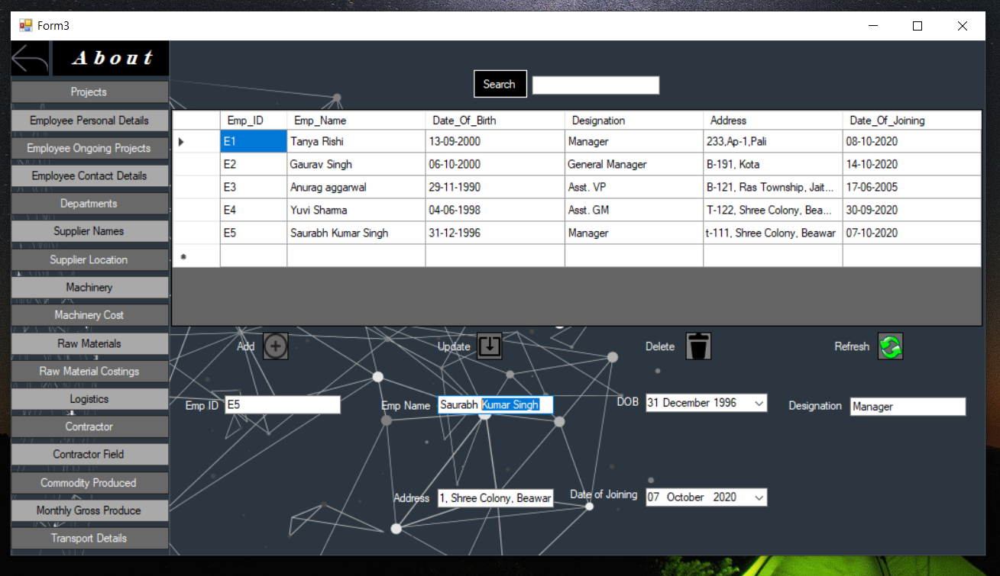 Form3
About
Projects
Employee Personal Details
Employee Ongoing Projects
Employee Contact Details
Departments
Supplier Names
Supplier Location
Machinery
Machinery Cost
Raw Materials
Raw Material Costings
Logistics
Contractor
Contractor Field
Commodity Produced
Monthly Gross Produce
Transport Details
Search
Emp_ID Emp_Name Date_Of_Birth Designation Address Date_Of_Joining
E1 Tanya Rishi 13-09-2000 Manager 233,Ap-1,Pali 08-10-2020
E2 Gaurav Singh 06-10-2000 General Manager B-191, Kota 14-10-2020
E3 Anurag aggarwal 29-11-1990 Asst. VP B-121, Ras Township, Jait... 17-06-2005
E4 Yuvi Sharma 04-06-1998 Asst. GM T-122, Shree Colony, Bea... 30-09-2020
E5 Saurabh Kumar Singh 31-12-1996 Manager t-111, Shree Colony, Beawar 07-10-2020
Add Update Delete Refresh
Emp ID E5 Emp Name Saurabh Kumar Singh DOB 31 December 1996 Designation Manager
Address 1, Shree Colony, Beawar Date of Joining 07 October 2020